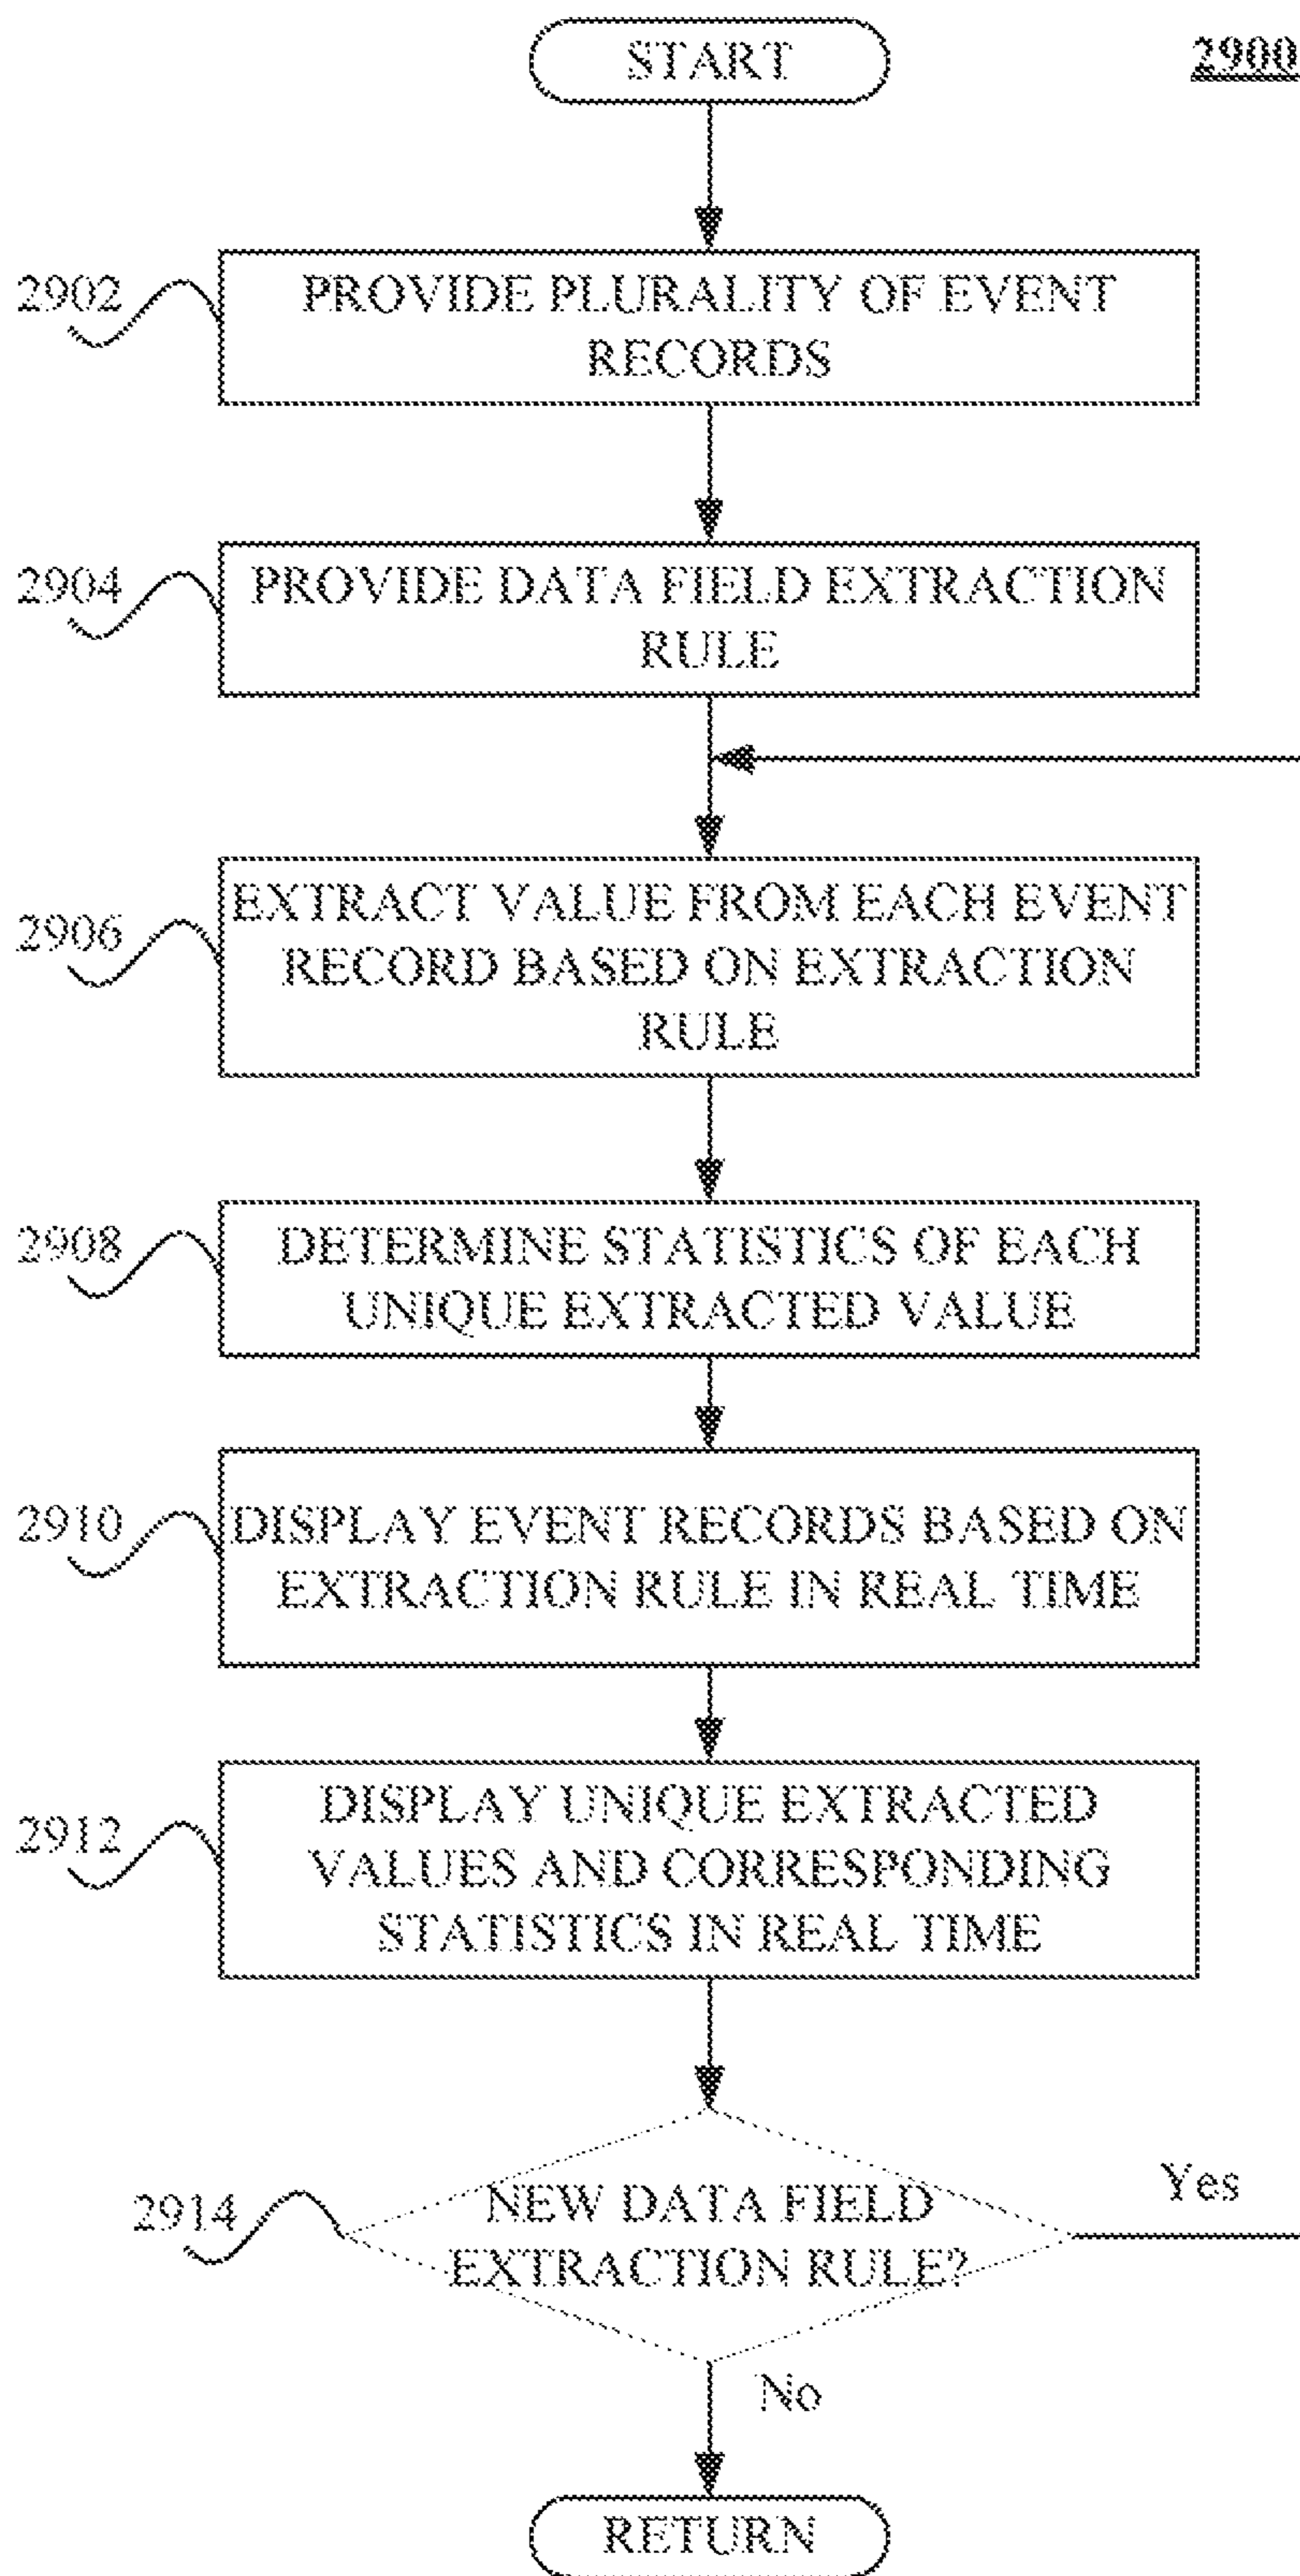 START
2900
2902
PROVIDE PLURALITY OF EVENT
RECORDS
2904
PROVIDE DATA FIELD EXTRACTION
RULE
2906
EXTRACT VALUE FROM EACH EVENT
RECORD BASED ON EXTRACTION
RULE
2908
DETERMINE STATISTICS OF EACH
UNIQUE EXTRACTED VALUE
2910
DISPLAY EVENT RECORDS BASED ON
EXTRACTION RULE IN REAL TIME
2912
DISPLAY UNIQUE EXTRACTED
VALUES AND CORRESPONDING
STATISTICS IN REAL TIME
2914
NEW DATA FIELD
EXTRACTION RULE?
Yes
No
RETURN